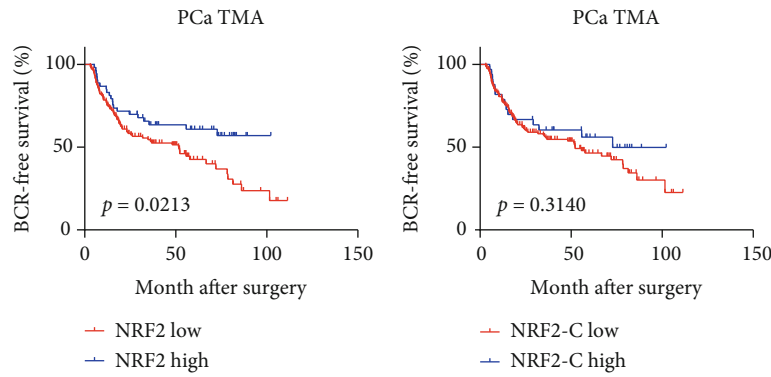 PCa TMA
BCR-free survival (%)
100
50
0
p = 0.0213
0 50 100 150
Month after surgery
NRF2 low
NRF2 high
PCa TMA
BCR-free survival (%)
100
50
0
p = 0.3140
0 50 100 150
Month after surgery
NRF2-C low
NRF2-C high